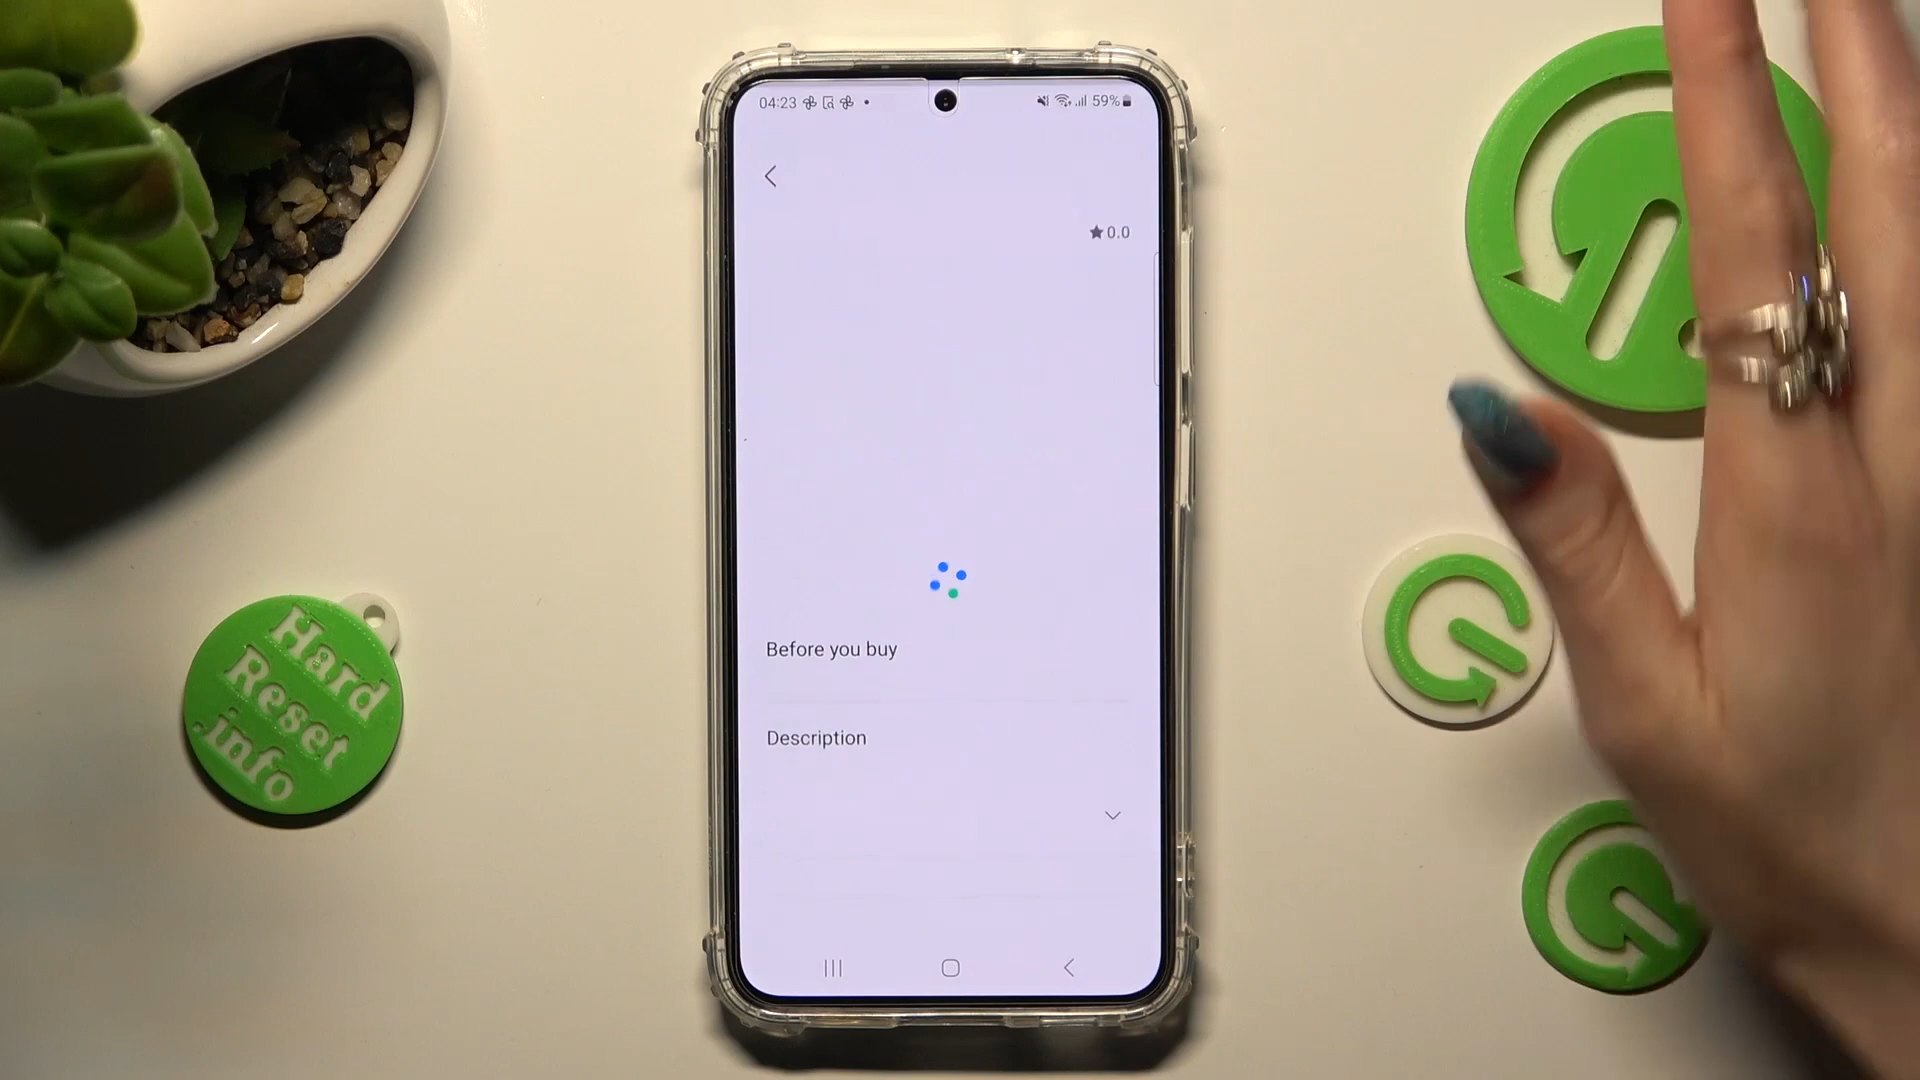 04:23
59%
★0.0
Before you buy
Description
Hard
Reset
.info